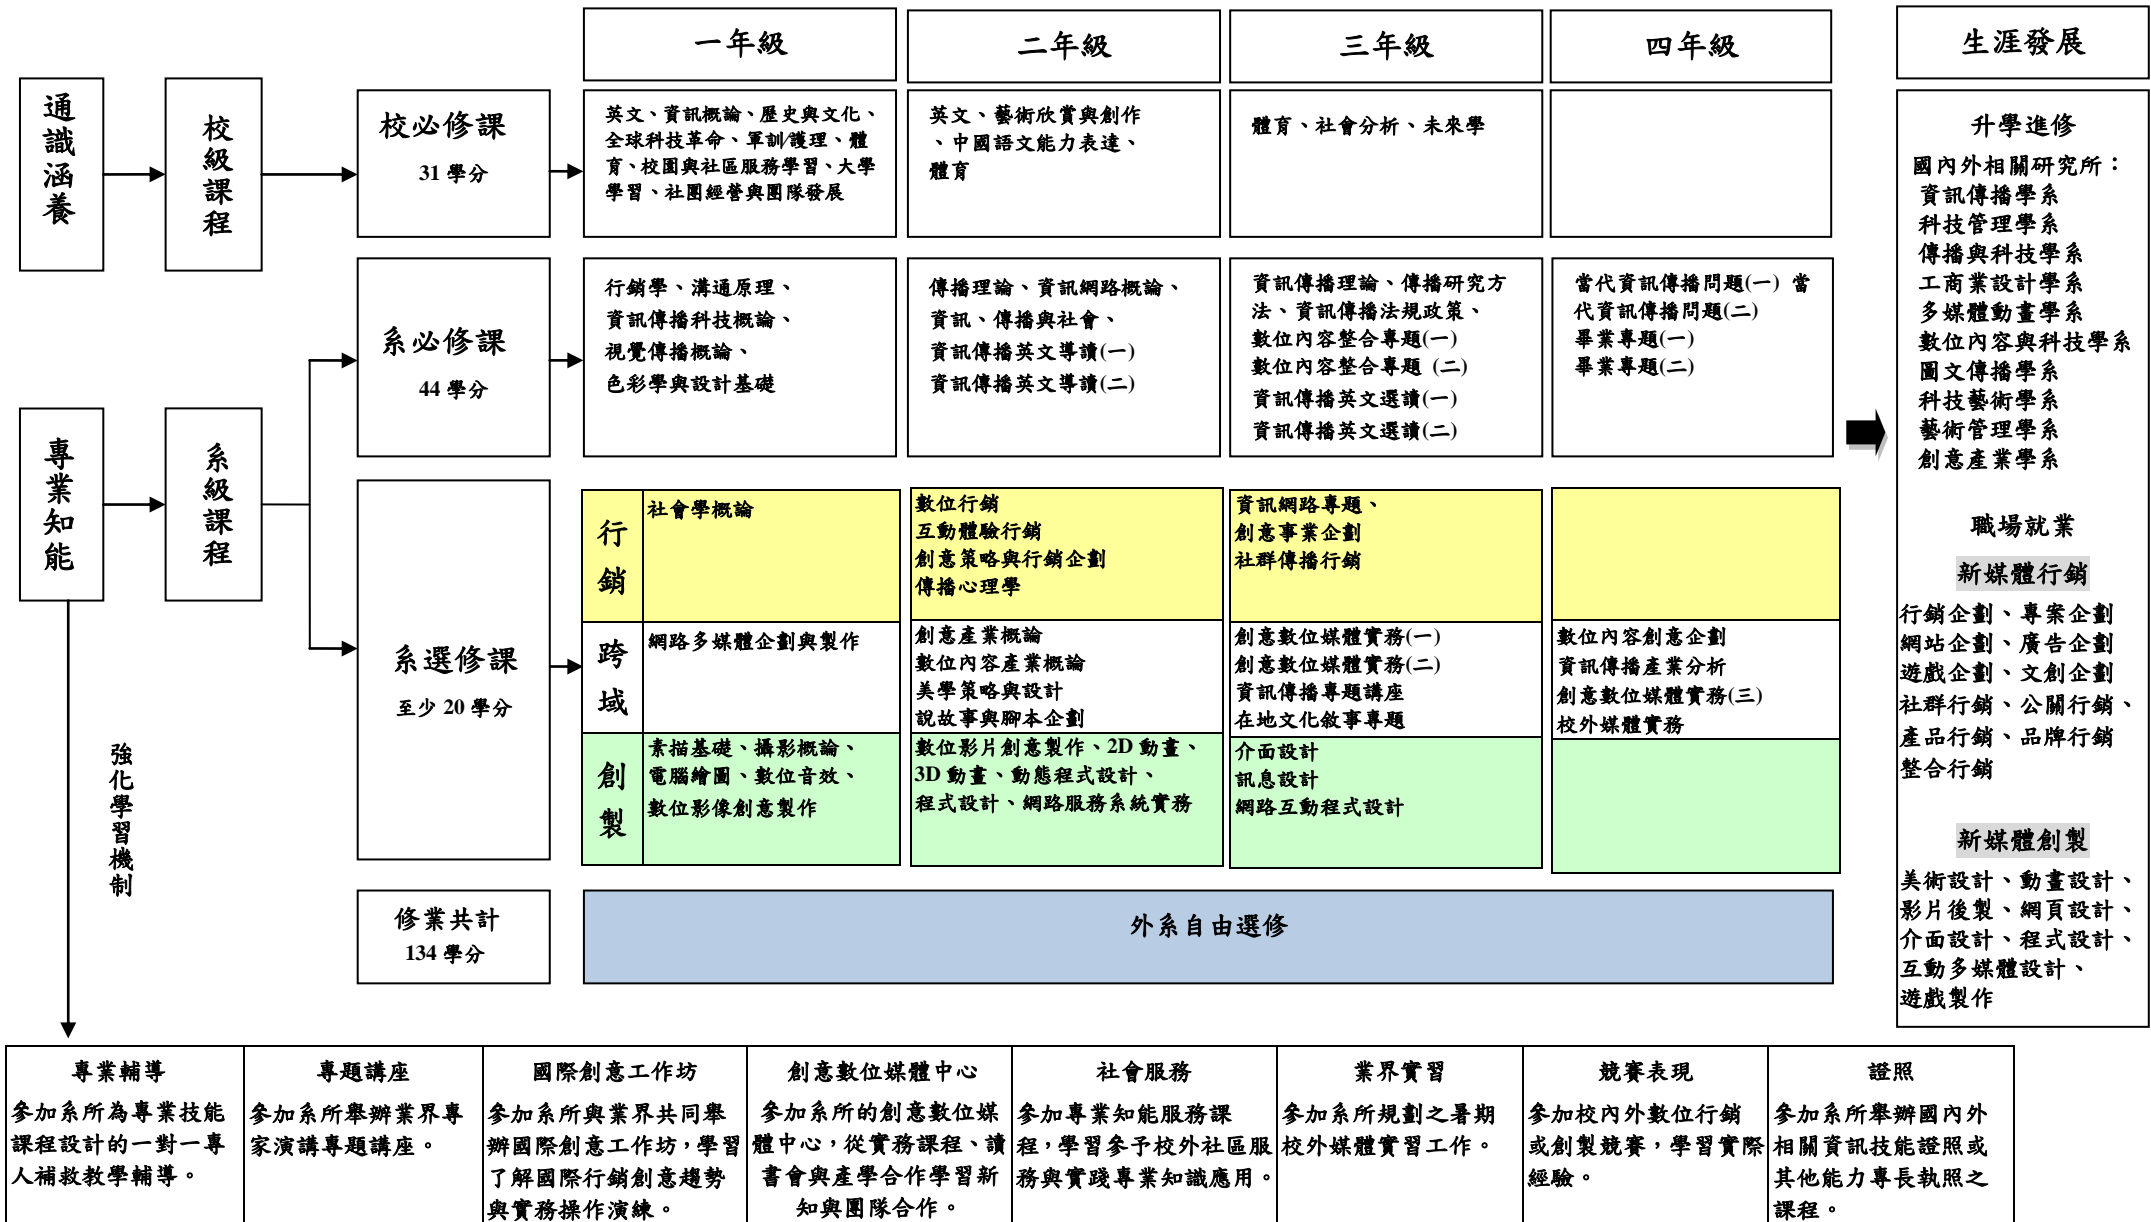 一年級
二年級
三年級
四年級
生涯發展
通識涵養
校級課程
校必修課
31 學分
英文、資訊概論、歷史與文化、
全球科技革命、軍訓/護理、體
育、校園與社區服務學習、大學
學習、社團經營與團隊發展
英文、藝術欣賞與創作
、中國語文能力表達、
體育
體育、社會分析、未來學
專業知能
系級課程
系必修課
44 學分
行銷學、溝通原理、
資訊傳播科技概論、
視覺傳播概論、
色彩學與設計基礎
傳播理論、資訊網路概論、
資訊、傳播與社會、
資訊傳播英文導讀(一)
資訊傳播英文導讀(二)
資訊傳播理論、傳播研究方
法、資訊傳播法規政策、
數位內容整合專題(一)
數位內容整合專題 (二)
資訊傳播英文選讀(一)
資訊傳播英文選讀(二)
當代資訊傳播問題(一) 當
代資訊傳播問題(二)
畢業專題(一)
畢業專題(二)
系選修課
至少 20 學分
行銷
社會學概論
數位行銷
互動體驗行銷
創意策略與行銷企劃
傳播心理學
資訊網路專題、
創意事業企劃
社群傳播行銷
跨域
網路多媒體企劃與製作
創意產業概論
數位內容產業概論
美學策略與設計
說故事與腳本企劃
創意數位媒體實務(一)
創意數位媒體實務(二)
資訊傳播專題講座
在地文化敘事專題
數位內容創意企劃
資訊傳播產業分析
創意數位媒體實務(三)
校外媒體實務
創製
素描基礎、攝影概論、
電腦繪圖、數位音效、
數位影像創意製作
數位影片創意製作、2D 動畫、
3D 動畫、動態程式設計、
程式設計、網路服務系統實務
介面設計
訊息設計
網路互動程式設計
修業共計
134 學分
外系自由選修
升學進修
國內外相關研究所：
資訊傳播學系
科技管理學系
傳播與科技學系
工商業設計學系
多媒體動畫學系
數位內容與科技學系
圖文傳播學系
科技藝術學系
藝術管理學系
創意產業學系
職場就業
新媒體行銷
行銷企劃、專案企劃
網站企劃、廣告企劃
遊戲企劃、文創企劃
社群行銷、公關行銷、
產品行銷、品牌行銷
整合行銷
新媒體創製
美術設計、動畫設計、
影片後製、網頁設計、
介面設計、程式設計、
互動多媒體設計、
遊戲製作
強化學習機制
專業輔導
參加系所為專業技能
課程設計的一對一專
人補救教學輔導。
專題講座
參加系所舉辦業界專
家演講專題講座。
國際創意工作坊
參加系所與業界共同舉
辦國際創意工作坊，學習
了解國際行銷創意趨勢
與實務操作演練。
創意數位媒體中心
參加系所的創意數位媒
體中心，從實務課程、讀
書會與產學合作學習新
知與團隊合作。
社會服務
參加專業知能服務課
程，學習參予校外社區服
務與實踐專業知識應用。
業界實習
參加系所規劃之暑期
校外媒體實習工作。
競賽表現
參加校內外數位行銷
或創製競賽，學習實際
經驗。
證照
參加系所舉辦國內外
相關資訊技能證照或
其他能力專長執照之
課程。